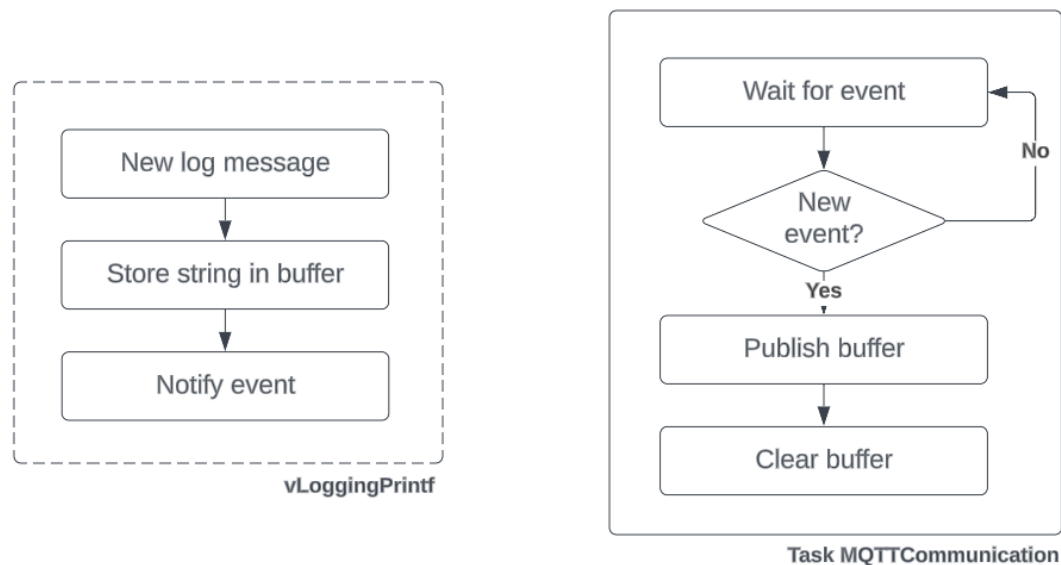 New log message
Store string in buffer
Notify event
vLoggingPrintf
Wait for event
No
New
event?
Yes
Publish buffer
Clear buffer
Task MQTTCommunication